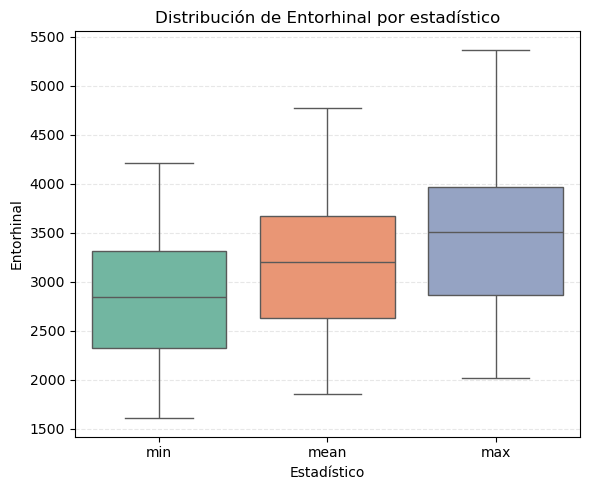 Distribución de Entorhinal por estadístico
5500
5000
4500
4000
3500
3000
2500
2000
1500
Entorhinal
min mean max
Estadístico